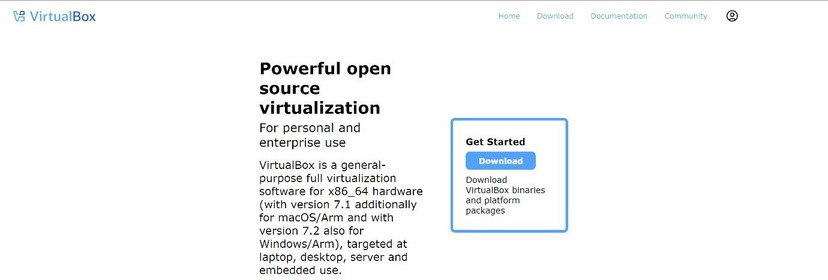 VirtualBox
Home Download Documentation Community
Powerful open
source
virtualization
For personal and
enterprise use
VirtualBox is a general-
purpose full virtualization
software for x86_64 hardware
(with version 7.1 additionally
for macOS/Arm and with
version 7.2 also for
Windows/Arm), targeted at
laptop, desktop, server and
embedded use.
Get Started
Download
Download
VirtualBox binaries
and platform
packages